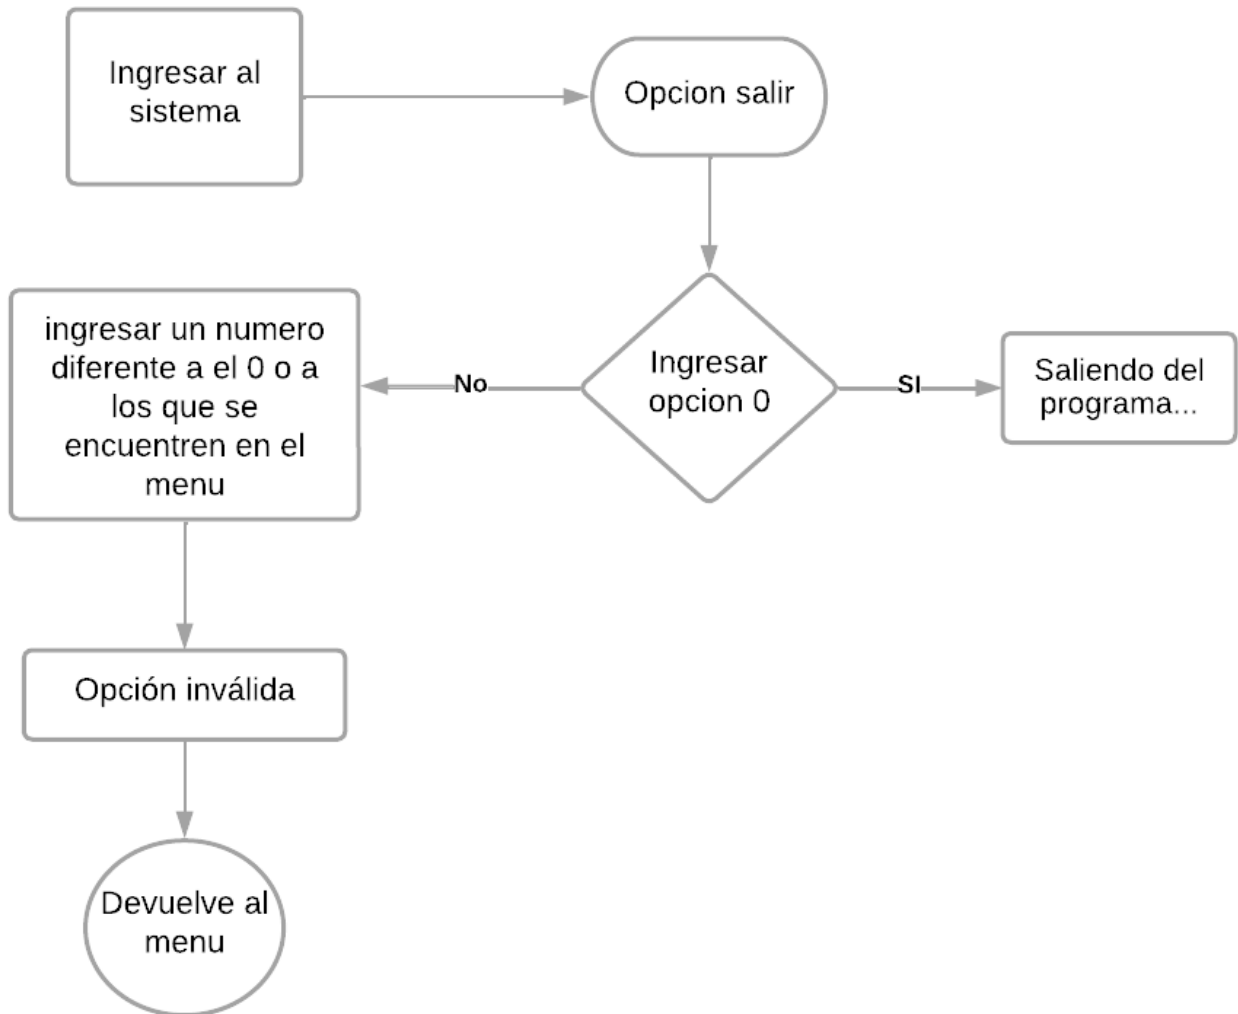 Ingresar al
sistema
Opcion salir
Ingresar
opcion 0
No
SI
ingresar un numero
diferente a el 0 o a
los que se
encuentren en el
menu
Saliendo del
programa...
Opción inválida
Devuelve al
menu